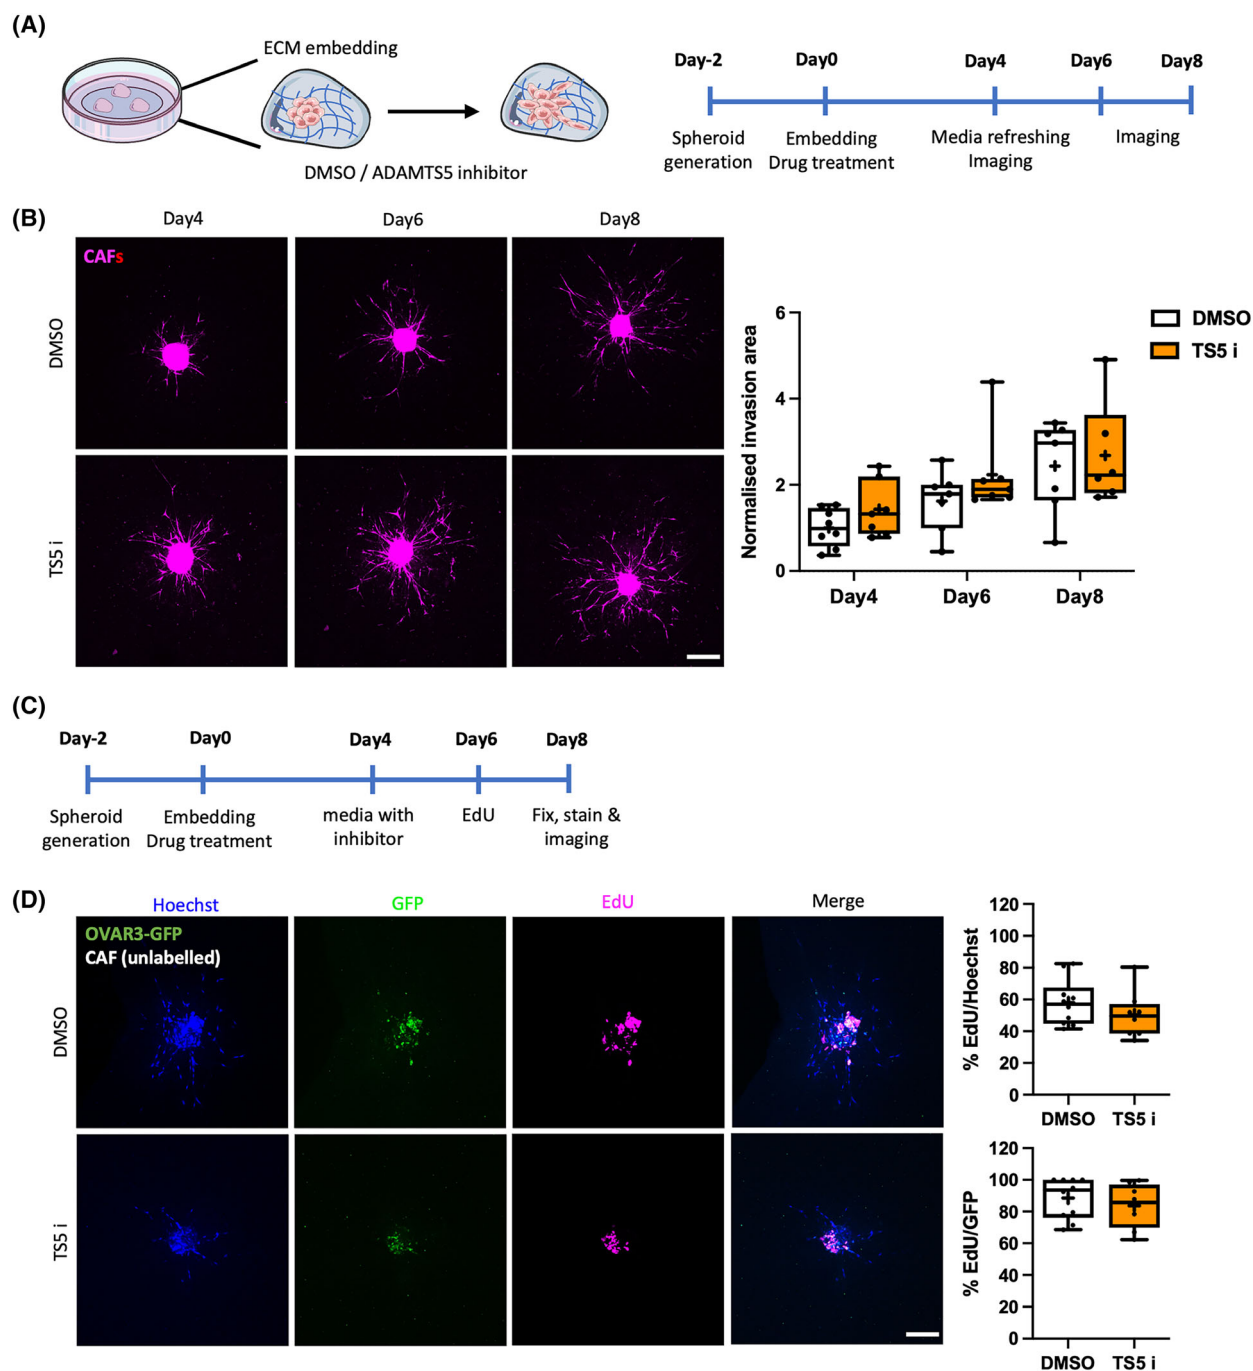 (A)
ECM embedding
DMSO / ADAMTS5 inhibitor
Day-2 Day0 Day4 Day6 Day8
Spheroid generation
Embedding Drug treatment
Media refreshing Imaging
Imaging
(B)
Day4 Day6 Day8
CAFs
DMSO
TS5 i
Normalised invasion area
6
4
2
0
Day4 Day6 Day8
DMSO
TS5 i
(C)
Day-2 Day0 Day4 Day6 Day8
Spheroid generation
Embedding Drug treatment
media with inhibitor
EdU
Fix, stain & imaging
(D)
Hoechst GFP EdU Merge
OVAR3-GFP
CAF (unlabelled)
DMSO
TS5 i
% EdU/Hoechst
120
100
80
60
40
20
0
DMSO TS5 i
% EdU/GFP
120
100
80
60
40
20
0
DMSO TS5 i